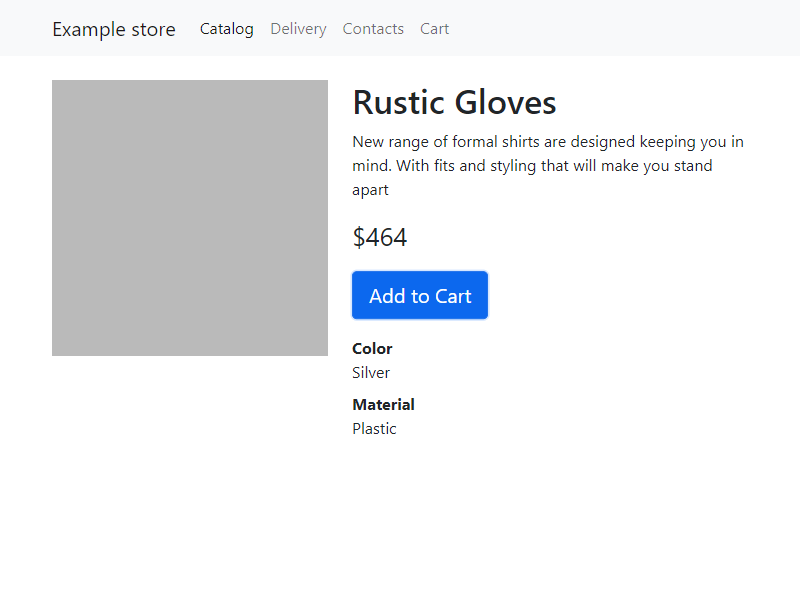 Example store Catalog Delivery Contacts Cart
Rustic Gloves
New range of formal shirts are designed keeping you in
mind. With fits and styling that will make you stand
apart
$464
Add to Cart
Color
Silver
Material
Plastic